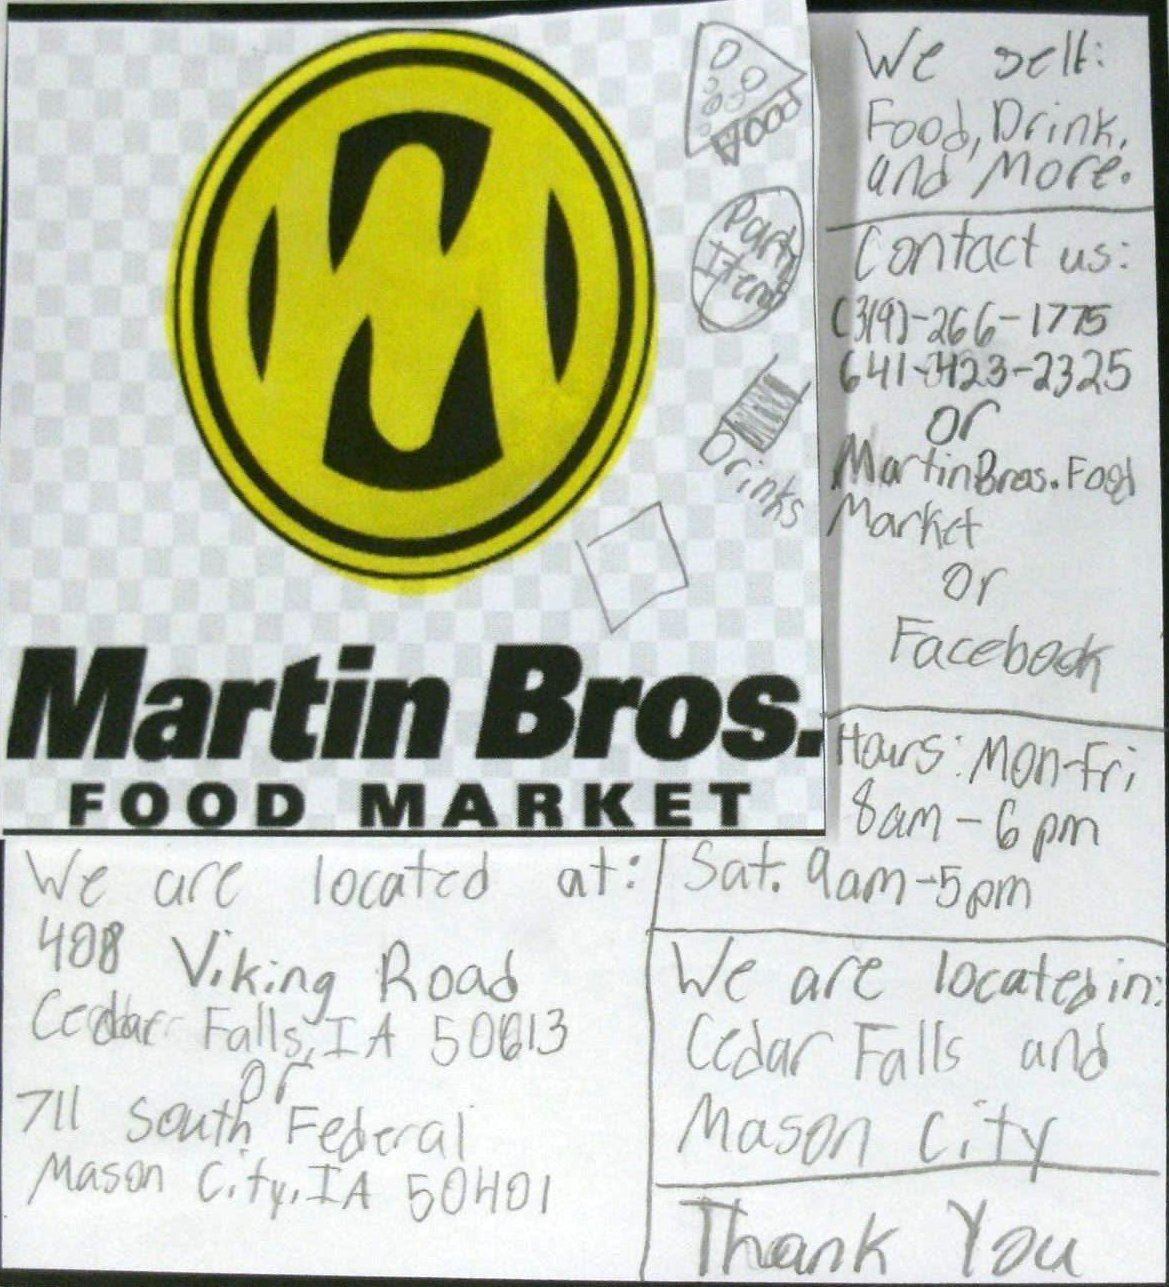 Martin Bros.
FOOD MARKET
Food
Party
Items
Drinks
We sell:
Food, Drink,
and More.
Contact us:
(319)-266-1775
641-423-2325
or
MartinBros.Food
Market
or
Facebook
Hours: Mon-Fri
8am-6pm
Sat. 9am-5pm
We are located at:
408 Viking Road
Cedar Falls, IA 50613
or
711 South Federal
Mason City, IA 50401
We are located in:
Cedar Falls and
Mason City
Thank You